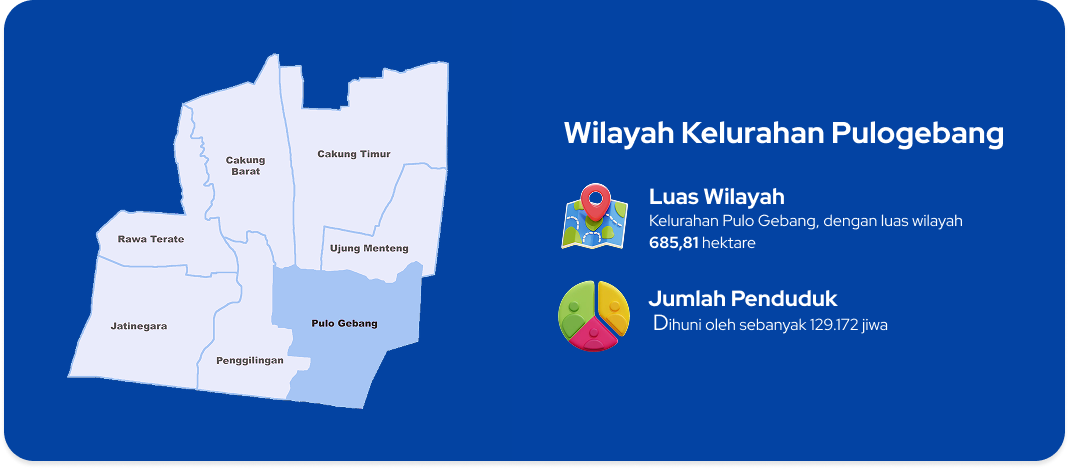 Cakung
Barat
Cakung Timur
Rawa Terate
Ujung Menteng
Jatinegara
Pulo Gebang
Penggilingan
Wilayah Kelurahan Pulogebang
Luas Wilayah
Kelurahan Pulo Gebang, dengan luas wilayah
685,81 hektare
Jumlah Penduduk
Dihuni oleh sebanyak 129.172 jiwa